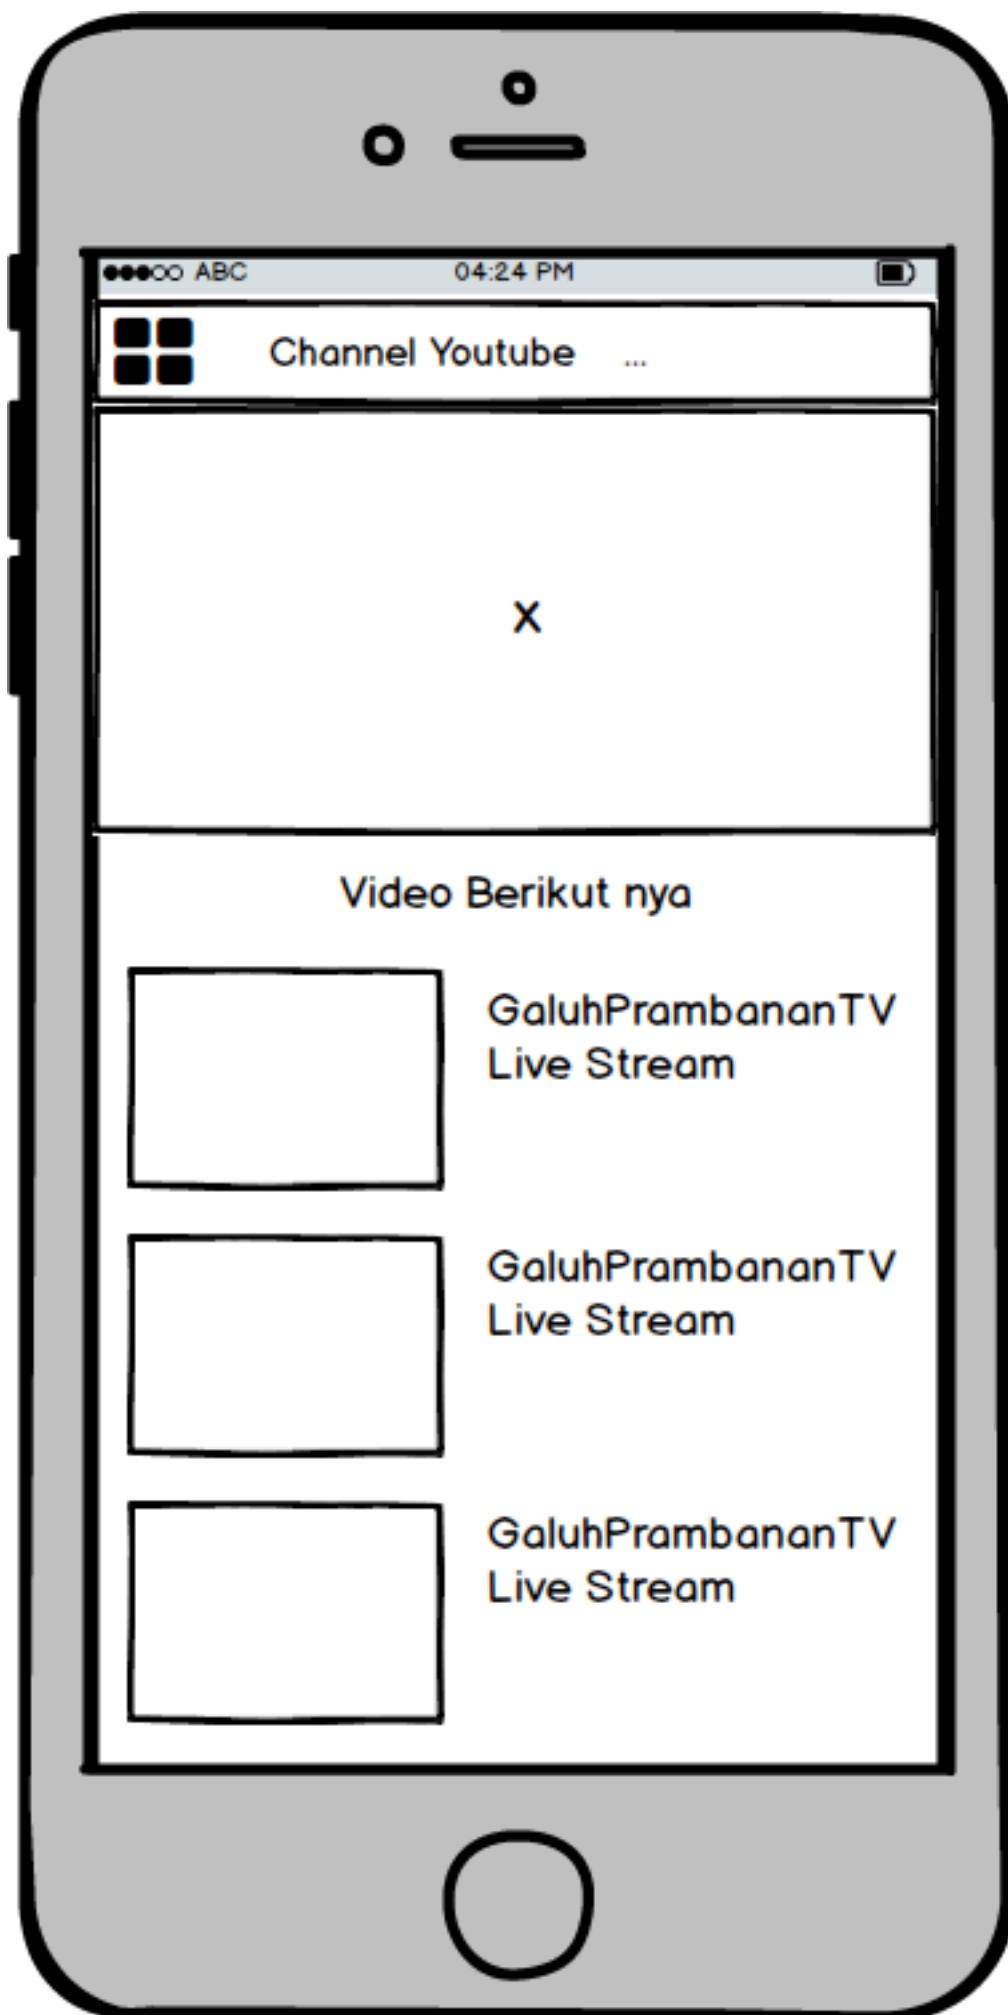 ABC 04:24 PM
Channel Youtube ...
X
Video Berikut nya
GaluhPrambananTV
Live Stream
GaluhPrambananTV
Live Stream
GaluhPrambananTV
Live Stream